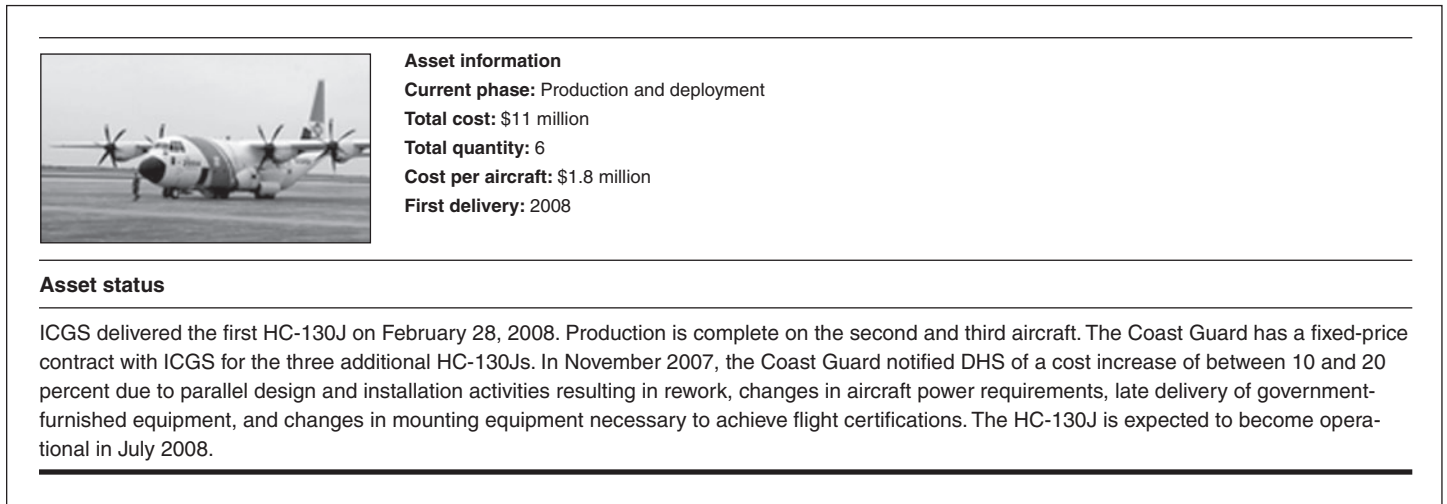 Asset information
Current phase: Production and deployment
Total cost: $11 million
Total quantity: 6
Cost per aircraft: $1.8 million
First delivery: 2008
Asset status
ICGS delivered the first HC-130J on February 28, 2008. Production is complete on the second and third aircraft. The Coast Guard has a fixed-price
contract with ICGS for the three additional HC-130Js. In November 2007, the Coast Guard notified DHS of a cost increase of between 10 and 20
percent due to parallel design and installation activities resulting in rework, changes in aircraft power requirements, late delivery of government-
furnished equipment, and changes in mounting equipment necessary to achieve flight certifications. The HC-130J is expected to become opera-
tional in July 2008.